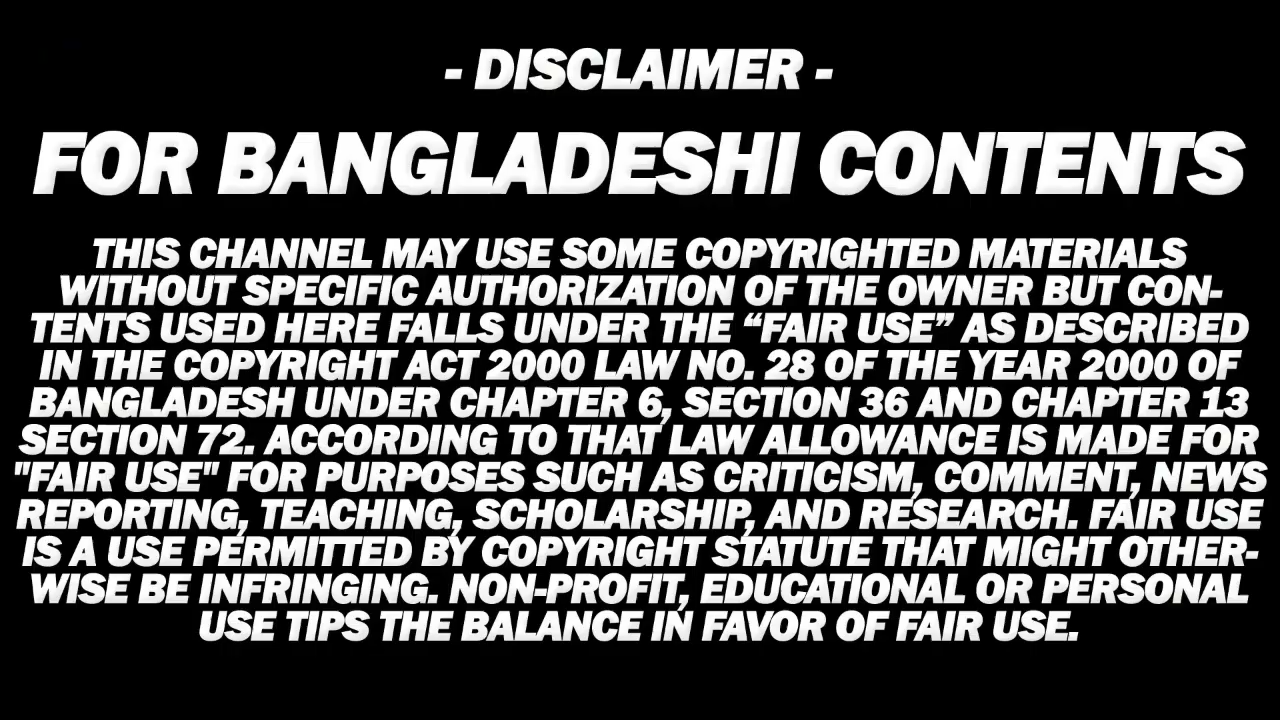 - DISCLAIMER -
FOR BANGLADESHI CONTENTS
THIS CHANNEL MAY USE SOME COPYRIGHTED MATERIALS
WITHOUT SPECIFIC AUTHORIZATION OF THE OWNER BUT CON-
TENTS USED HERE FALLS UNDER THE “FAIR USE” AS DESCRIBED
IN THE COPYRIGHT ACT 2000 LAW NO. 28 OF THE YEAR 2000 OF
BANGLADESH UNDER CHAPTER 6, SECTION 36 AND CHAPTER 13
SECTION 72. ACCORDING TO THAT LAW ALLOWANCE IS MADE FOR
"FAIR USE" FOR PURPOSES SUCH AS CRITICISM, COMMENT, NEWS
REPORTING, TEACHING, SCHOLARSHIP, AND RESEARCH. FAIR USE
IS A USE PERMITTED BY COPYRIGHT STATUTE THAT MIGHT OTHER-
WISE BE INFRINGING. NON-PROFIT, EDUCATIONAL OR PERSONAL
USE TIPS THE BALANCE IN FAVOR OF FAIR USE.